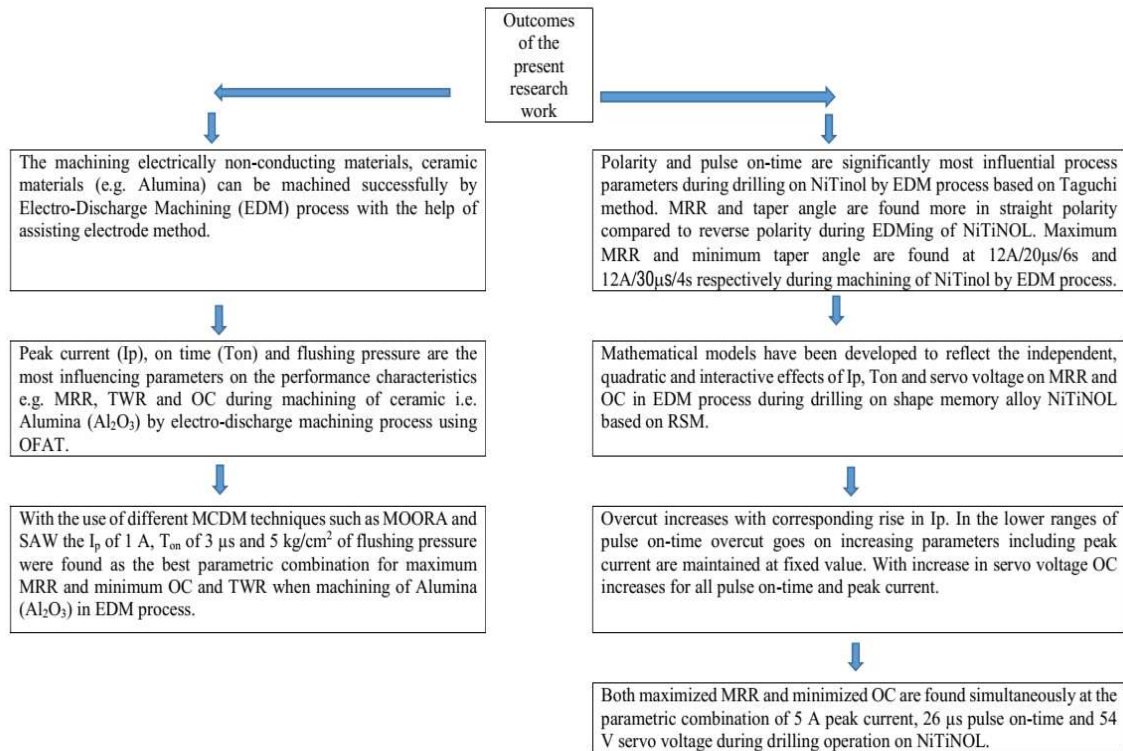 Outcomes
of the
present
research
work
The machining electrically non-conducting materials, ceramic
materials (e.g. Alumina) can be machined successfully by
Electro-Discharge Machining (EDM) process with the help of
assisting electrode method.
Peak current (Ip), on time (Ton) and flushing pressure are the
most influencing parameters on the performance characteristics
e.g. MRR, TWR and OC during machining of ceramic i.e.
Alumina (Al₂O₃) by electro-discharge machining process using
OFAT.
With the use of different MCDM techniques such as MOORA and
SAW the Iₚ of 1 A, Tₒₙ of 3 µs and 5 kg/cm² of flushing pressure
were found as the best parametric combination for maximum
MRR and minimum OC and TWR when machining of Alumina
(Al₂O₃) in EDM process.
Polarity and pulse on-time are significantly most influential process
parameters during drilling on NiTinol by EDM process based on Taguchi
method. MRR and taper angle are found more in straight polarity
compared to reverse polarity during EDMing of NiTiNOL. Maximum
MRR and minimum taper angle are found at 12A/20µs/6s and
12A/30µs/4s respectively during machining of NiTinol by EDM process.
Mathematical models have been developed to reflect the independent,
quadratic and interactive effects of Ip, Ton and servo voltage on MRR and
OC in EDM process during drilling on shape memory alloy NiTiNOL
based on RSM.
Overcut increases with corresponding rise in Ip. In the lower ranges of
pulse on-time overcut goes on increasing parameters including peak
current are maintained at fixed value. With increase in servo voltage OC
increases for all pulse on-time and peak current.
Both maximized MRR and minimized OC are found simultaneously at the
parametric combination of 5 A peak current, 26 µs pulse on-time and 54
V servo voltage during drilling operation on NiTiNOL.